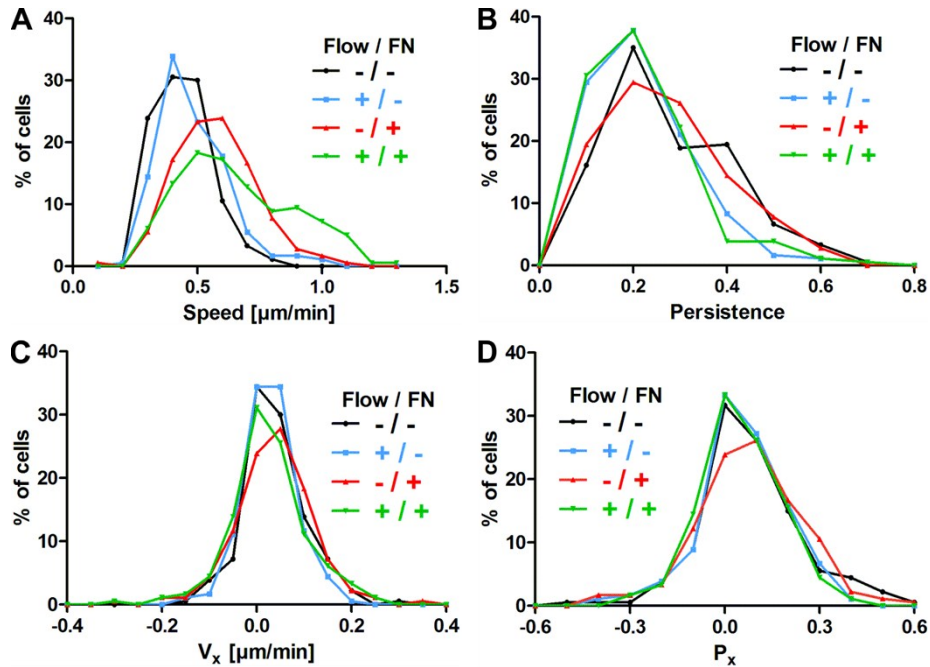 A
% of cells
40
30
20
10
0
0.0
0.5
1.0
1.5
Speed [µm/min]
Flow / FN
- / -
+ / -
- / +
+ / +
B
% of cells
40
30
20
10
0
0.0
0.2
0.4
0.6
0.8
Persistence
Flow / FN
- / -
+ / -
- / +
+ / +
C
% of cells
40
30
20
10
0
-0.4
-0.2
0.0
0.2
0.4
Vx [µm/min]
Flow / FN
- / -
+ / -
- / +
+ / +
D
% of cells
40
30
20
10
0
-0.6
-0.3
0.0
0.3
0.6
Px
Flow / FN
- / -
+ / -
- / +
+ / +